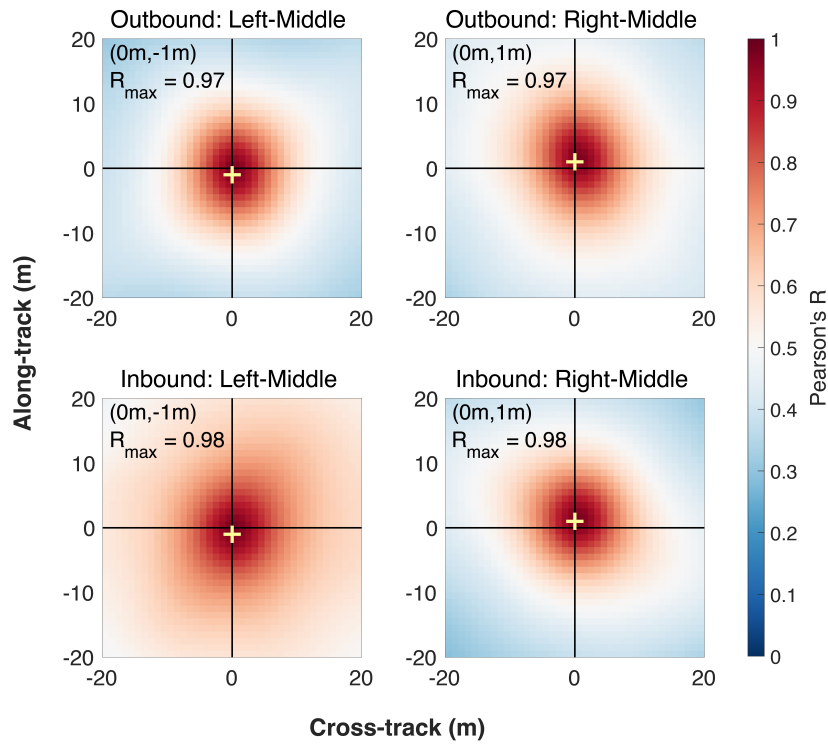 Outbound: Left-Middle
(0m,-1m)
Rmax = 0.97
20
10
0
-10
-20
-20
0
20
Outbound: Right-Middle
(0m,1m)
Rmax = 0.97
20
10
0
-10
-20
-20
0
20
Inbound: Left-Middle
(0m,-1m)
Rmax = 0.98
20
10
0
-10
-20
-20
0
20
Inbound: Right-Middle
(0m,1m)
Rmax = 0.98
20
10
0
-10
-20
-20
0
20
Along-track (m)
Cross-track (m)
1
0.9
0.8
0.7
0.6
0.5
0.4
0.3
0.2
0.1
0
Pearson's R